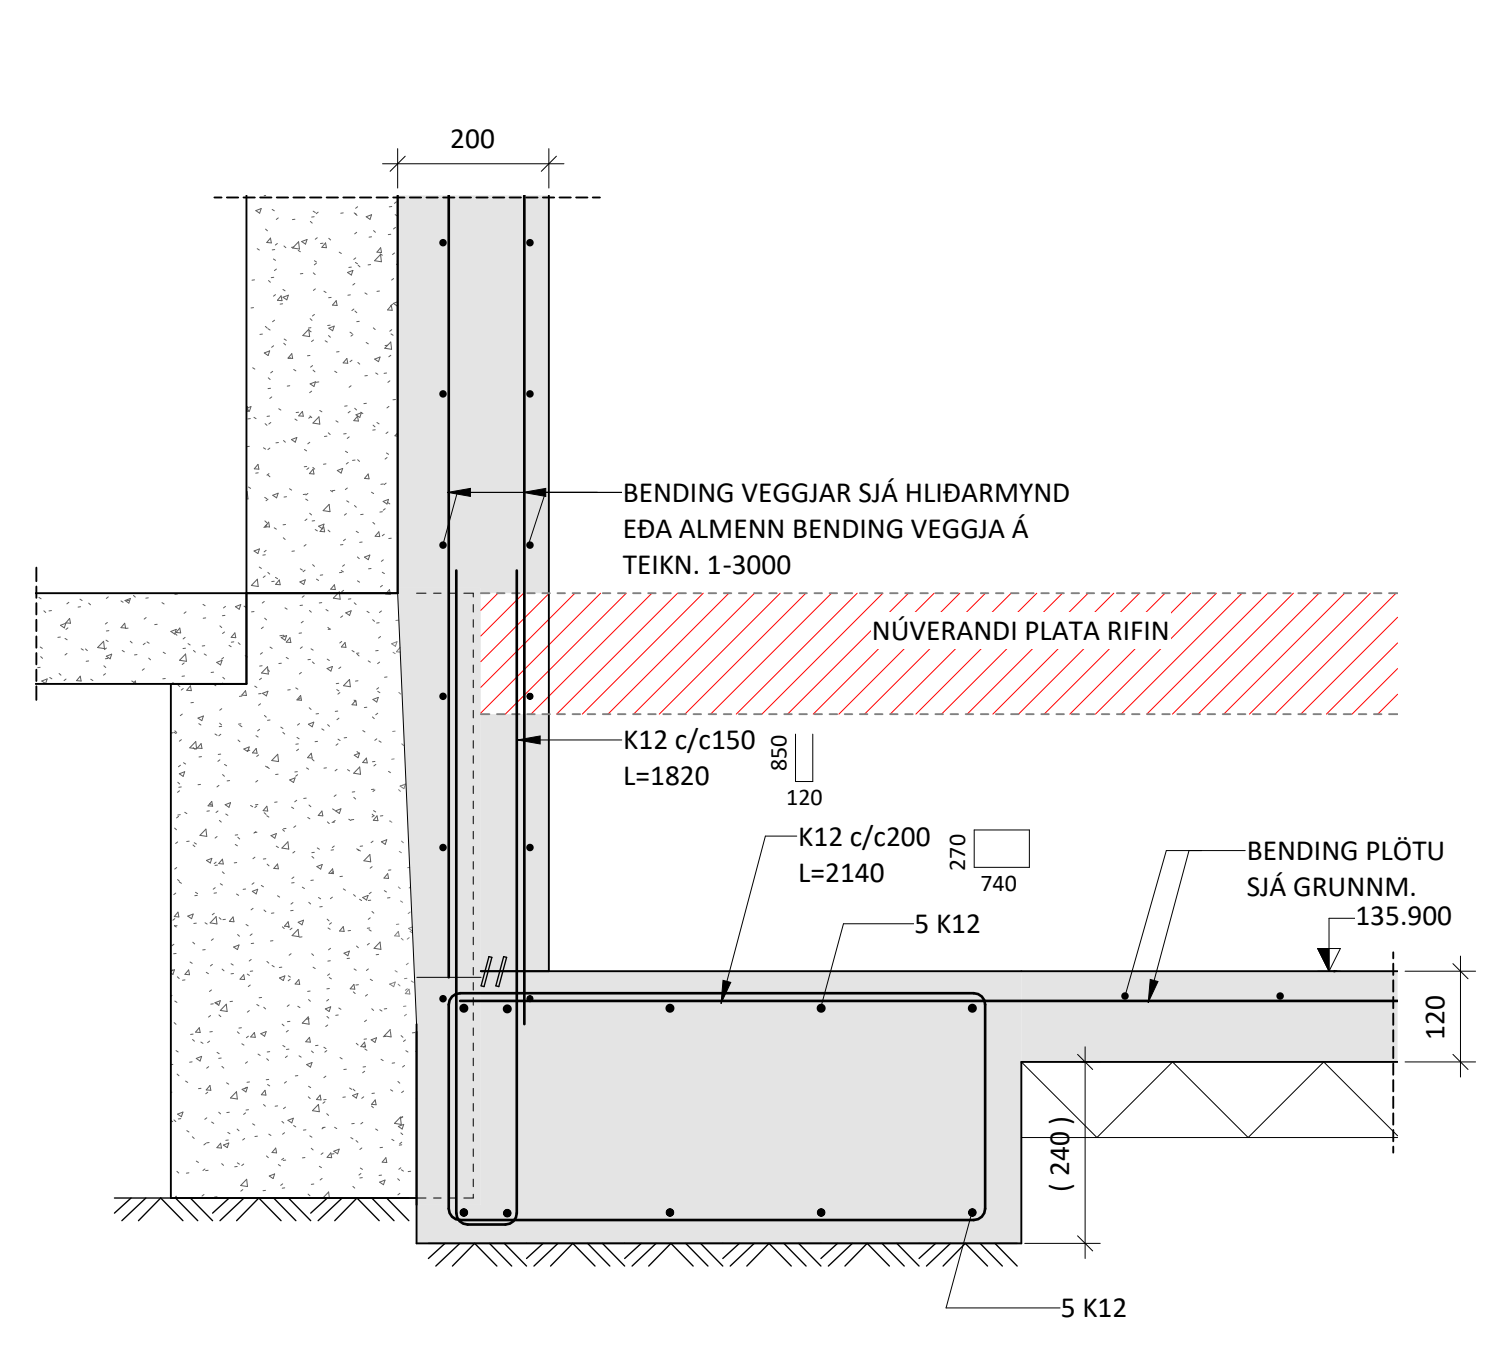 200
BENDING VEGGJAR SJÁ HLIÐARMYND
EÐA ALMENN BENDING VEGGJA Á
TEIKN. 1-3000
NÚVERANDI PLATA RIFIN
K12 c/c150
L=1820
850
120
K12 c/c200
L=2140
270
740
BENDING PLÖTU
SJÁ GRUNNM.
135.900
5 K12
120
( 240 )
5 K12